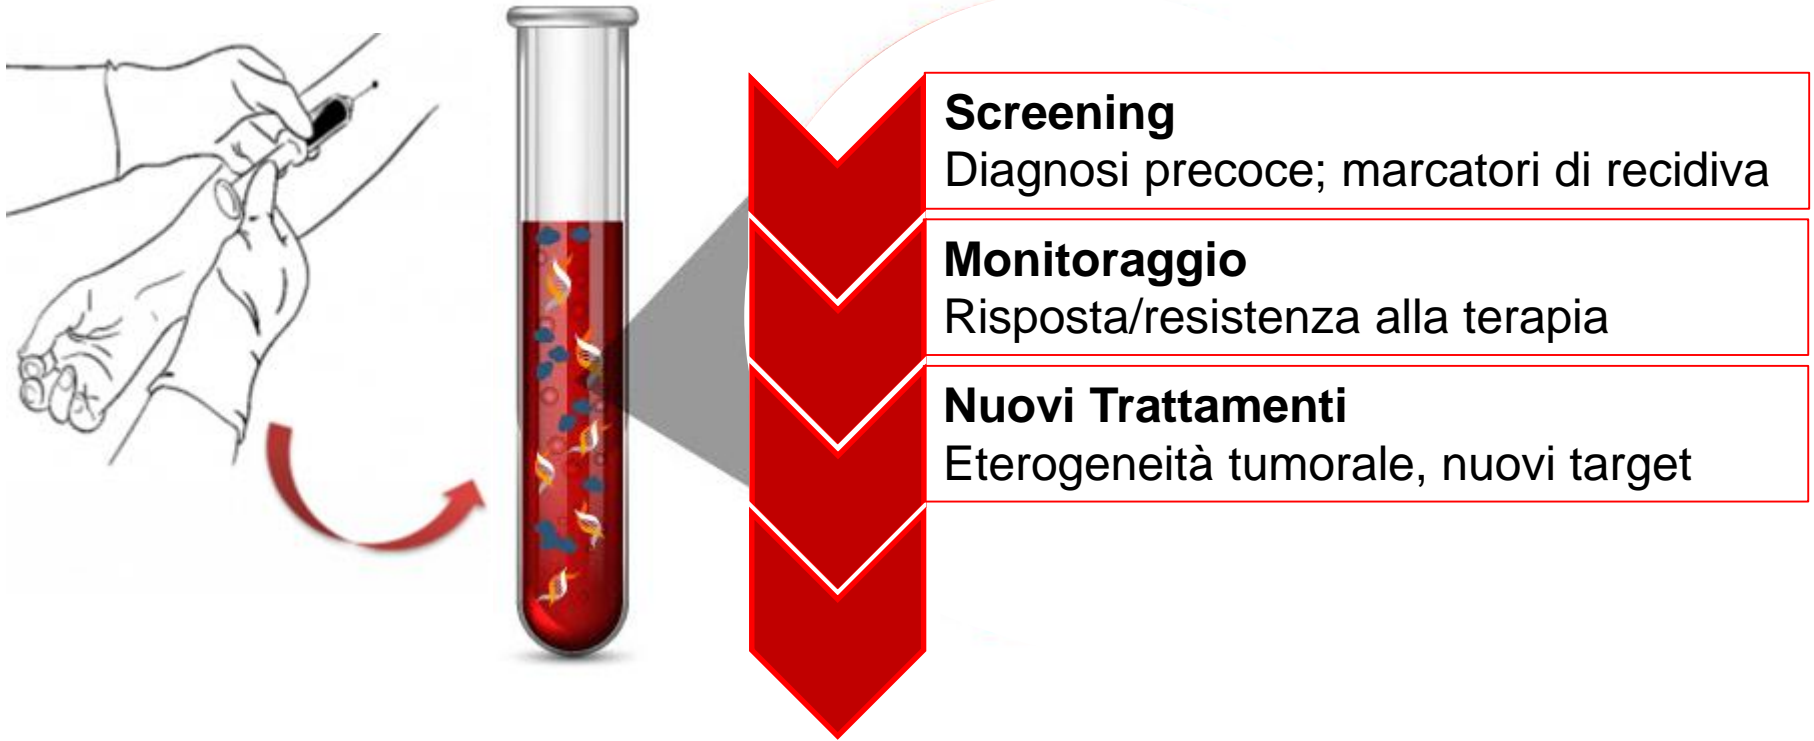 Screening
Diagnosi precoce; marcatori di recidiva
Monitoraggio
Risposta/resistenza alla terapia
Nuovi Trattamenti
Eterogeneità tumorale, nuovi target